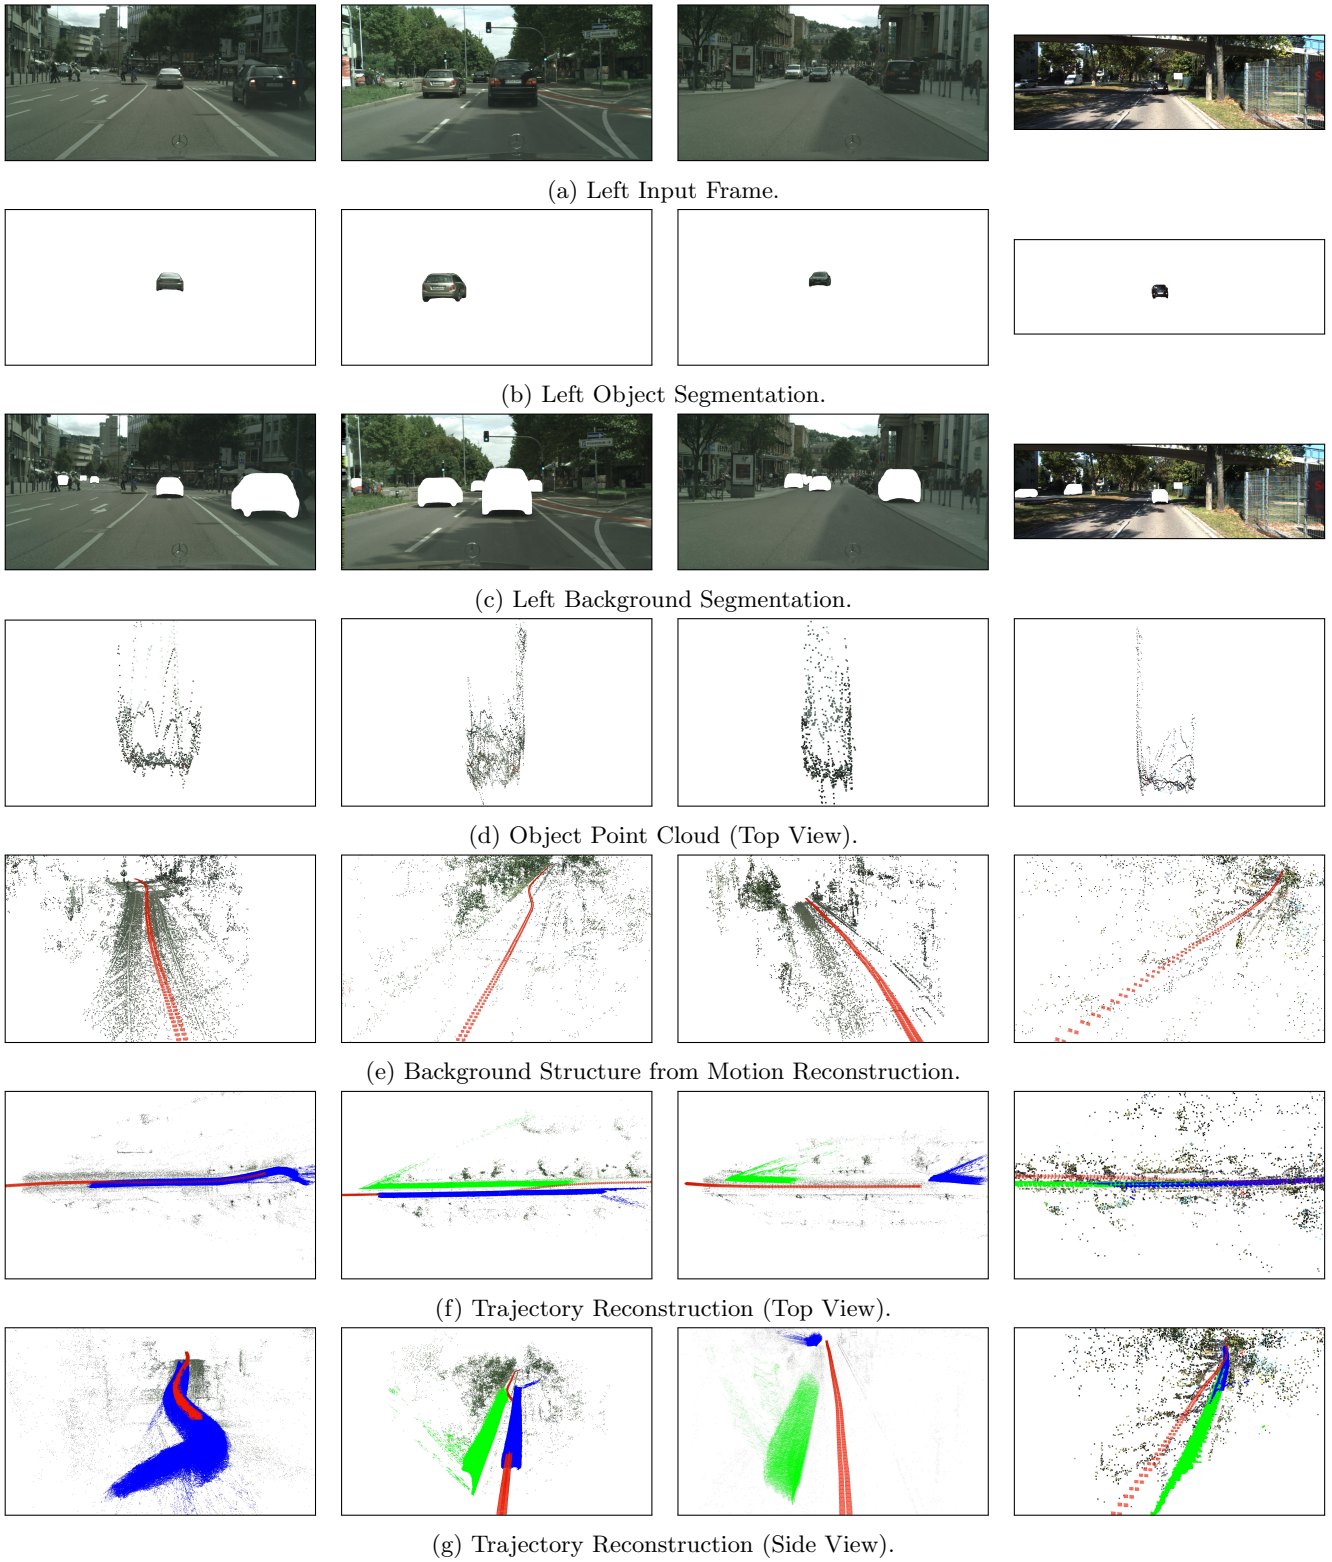 (a) Left Input Frame.
(b) Left Object Segmentation.
(c) Left Background Segmentation.
(d) Object Point Cloud (Top View).
(e) Background Structure from Motion Reconstruction.
(f) Trajectory Reconstruction (Top View).
(g) Trajectory Reconstruction (Side View).